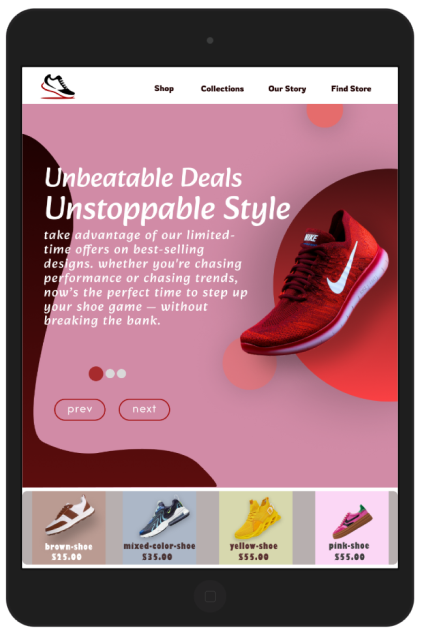 Shop Collections Our Story Find Store
Unbeatable Deals
Unstoppable Style
take advantage of our limited-
time offers on best-selling
designs. whether you're chasing
performance or chasing trends,
now's the perfect time to step up
your shoe game — without
breaking the bank.
NIKE
prev next
brown-shoe mixed-color-shoe yellow-shoe pink-shoe
$25.00 $35.00 $55.00 $55.00